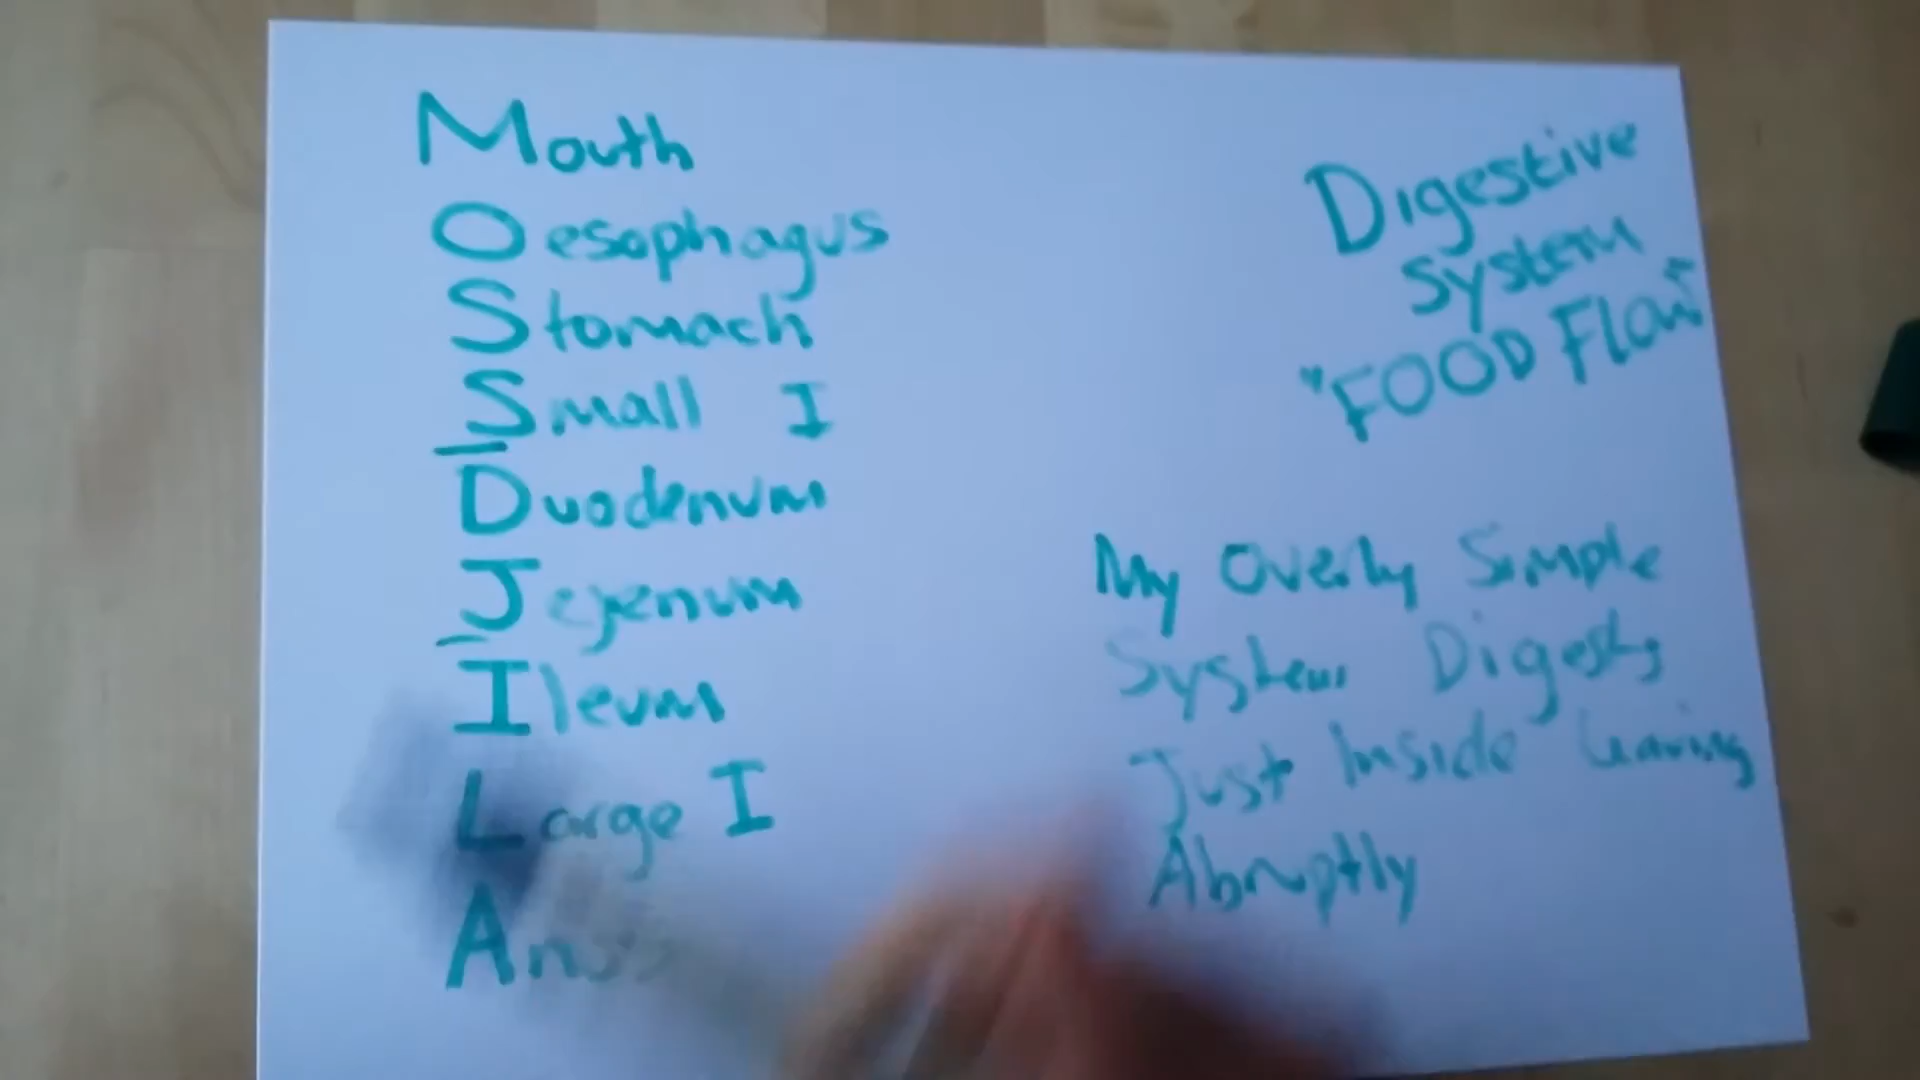 Mouth
Oesophagus
Stomach
Small I
Duodenum
Jejenum
Ileum
Large I
Anus
Digestive
System
"FOOD Flow"
My Overly Simple
System Digests
Just Inside Leaving
Abruptly